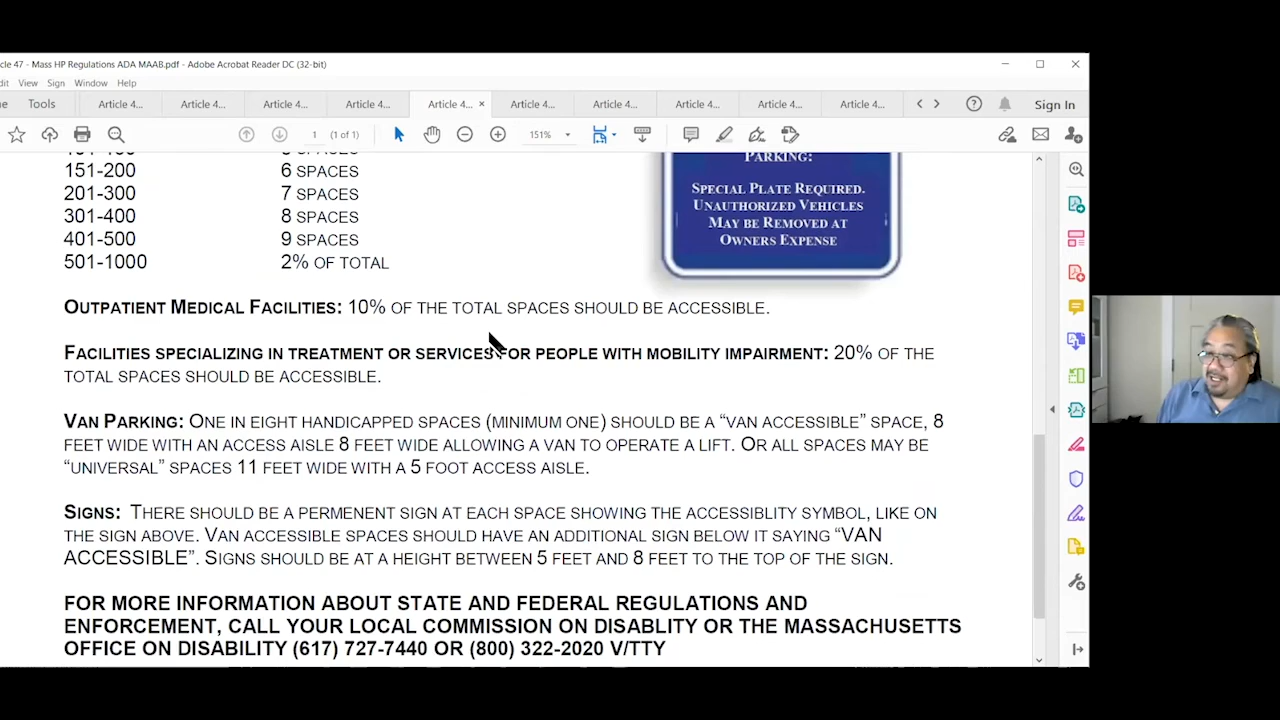 cle 47 - Mass HP Regulations ADA MAAB.pdf - Adobe Acrobat Reader DC (32-bit)
dit View Sign Window Help
ne Tools Article 4... Article 4... Article 4... Article 4... Article 4... × Article 4... Article 4... Article 4... Article 4... Article 4... Sign In
1 (1 of 1) 151%
151-200 6 SPACES
201-300 7 SPACES
301-400 8 SPACES
401-500 9 SPACES
501-1000 2% OF TOTAL
PARKING:
SPECIAL PLATE REQUIRED.
UNAUTHORIZED VEHICLES
MAY BE REMOVED AT
OWNERS EXPENSE
OUTPATIENT MEDICAL FACILITIES: 10% OF THE TOTAL SPACES SHOULD BE ACCESSIBLE.
FACILITIES SPECIALIZING IN TREATMENT OR SERVICES FOR PEOPLE WITH MOBILITY IMPAIRMENT: 20% OF THE
TOTAL SPACES SHOULD BE ACCESSIBLE.
VAN PARKING: ONE IN EIGHT HANDICAPPED SPACES (MINIMUM ONE) SHOULD BE A “VAN ACCESSIBLE” SPACE, 8
FEET WIDE WITH AN ACCESS AISLE 8 FEET WIDE ALLOWING A VAN TO OPERATE A LIFT. OR ALL SPACES MAY BE
“UNIVERSAL” SPACES 11 FEET WIDE WITH A 5 FOOT ACCESS AISLE.
SIGNS: THERE SHOULD BE A PERMENENT SIGN AT EACH SPACE SHOWING THE ACCESSIBLITY SYMBOL, LIKE ON
THE SIGN ABOVE. VAN ACCESSIBLE SPACES SHOULD HAVE AN ADDITIONAL SIGN BELOW IT SAYING “VAN
ACCESSIBLE”. SIGNS SHOULD BE AT A HEIGHT BETWEEN 5 FEET AND 8 FEET TO THE TOP OF THE SIGN.
FOR MORE INFORMATION ABOUT STATE AND FEDERAL REGULATIONS AND
ENFORCEMENT, CALL YOUR LOCAL COMMISSION ON DISABLITY OR THE MASSACHUSETTS
OFFICE ON DISABILITY (617) 727-7440 OR (800) 322-2020 V/TTY